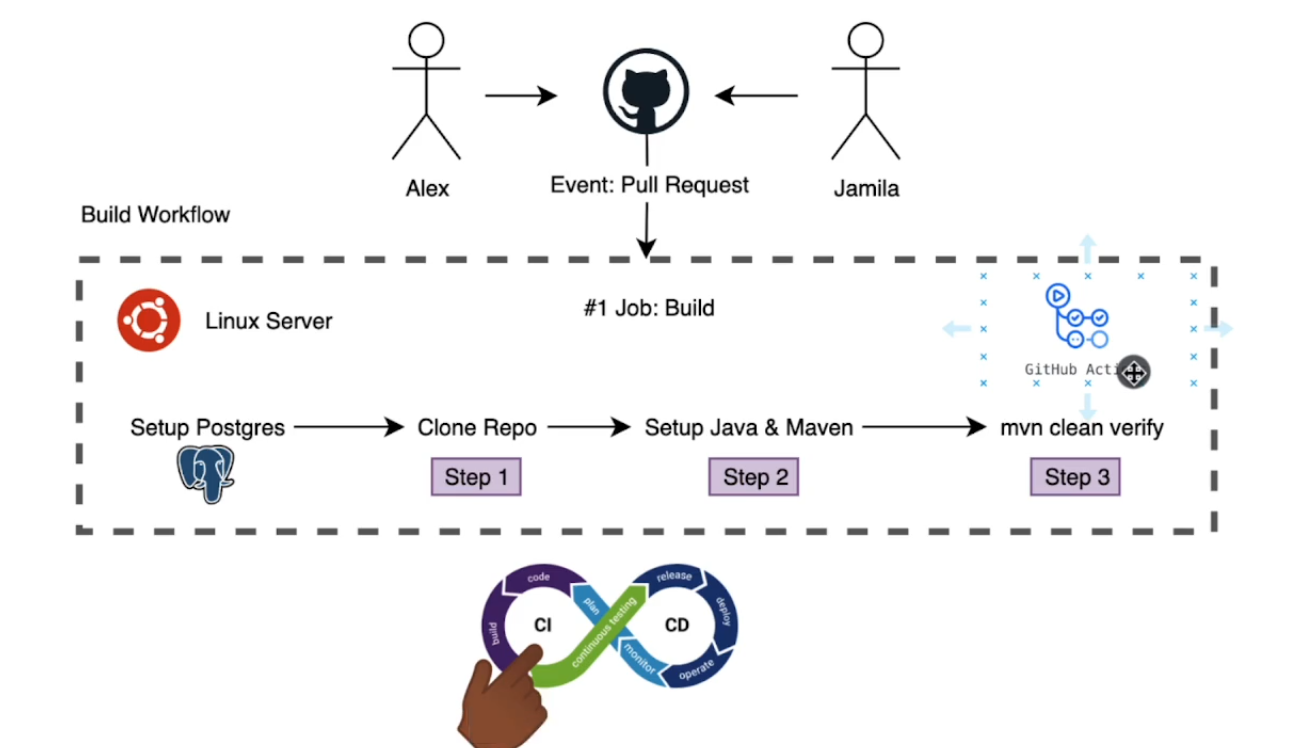 Alex
Event: Pull Request
Jamila
Build Workflow
Linux Server
#1 Job: Build
GitHub Acti
Setup Postgres
Clone Repo
Setup Java & Maven
mvn clean verify
Step 1
Step 2
Step 3
code
build
CI
plan
continuous testing
monitor
CD
release
deploy
operate